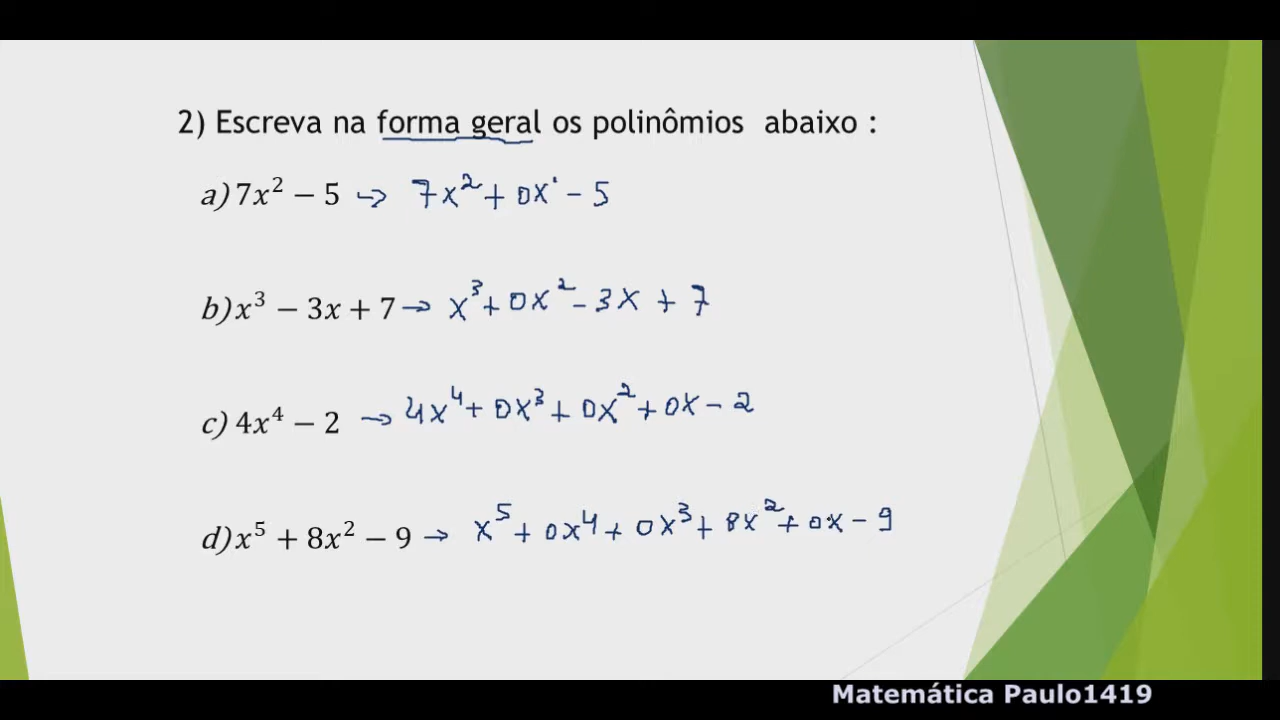 2) Escreva na forma geral os polinômios abaixo :
a) 7x² − 5 → 7x² + 0x¹ − 5
b) x³ − 3x + 7 → x³ + 0x² − 3x + 7
c) 4x⁴ − 2 → 4x⁴ + 0x³ + 0x² + 0x − 2
d) x⁵ + 8x² − 9 → x⁵ + 0x⁴ + 0x³ + 8x² + 0x − 9
Matemática Paulo1419